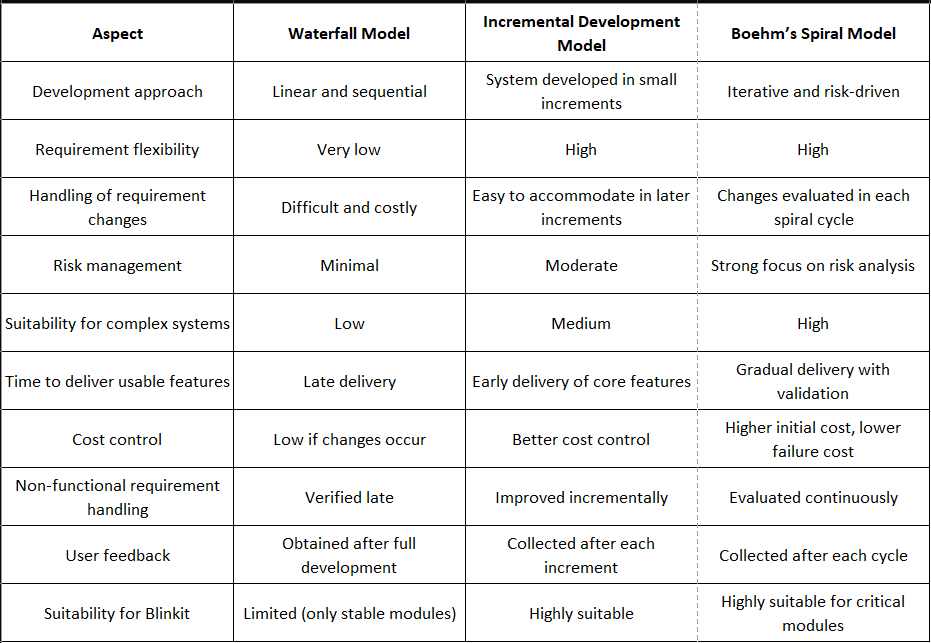 Aspect
Waterfall Model
Incremental Development
Model
Boehm’s Spiral Model
Development approach
Linear and sequential
System developed in small
increments
Iterative and risk-driven
Requirement flexibility
Very low
High
High
Handling of requirement
changes
Difficult and costly
Easy to accommodate in later
increments
Changes evaluated in each
spiral cycle
Risk management
Minimal
Moderate
Strong focus on risk analysis
Suitability for complex systems
Low
Medium
High
Time to deliver usable features
Late delivery
Early delivery of core features
Gradual delivery with
validation
Cost control
Low if changes occur
Better cost control
Higher initial cost, lower
failure cost
Non-functional requirement
handling
Verified late
Improved incrementally
Evaluated continuously
User feedback
Obtained after full
development
Collected after each
increment
Collected after each cycle
Suitability for Blinkit
Limited (only stable modules)
Highly suitable
Highly suitable for critical
modules